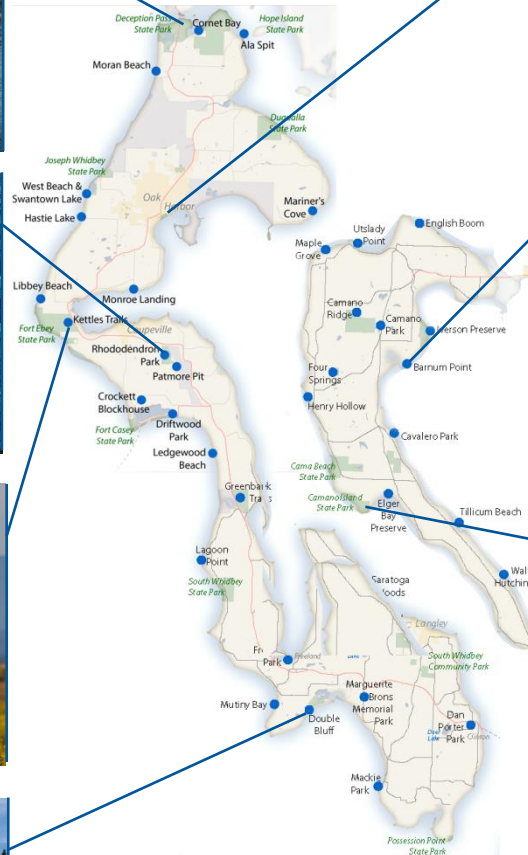 Deception Pass
State Park
Cornet Bay
Hope Island
State Park
Ala Spit
Moran Beach
State Park
Joseph Whidbey
State Park
West Beach &
Swantown Lake
Oak
Harbor
Hastie Lake
Mariner's
Cove
Utslady
Point
English Boom
Maple
Grove
Libbey Beach
Monroe Landing
Camano
Ridge
Camano
Park
Iverson Preserve
Kettles Trails
Coupeville
Fort Ebey
State Park
Rhododendron
Park
Patmore Pit
Four
Springs
Barnum Point
Crockett
Blockhouse
Henry Hollow
Driftwood
Park
Fort Casey
State Park
Cavalero Park
Ledgewood
Beach
Cama Beach
State Park
Greenbank
Camano Island
State Park
Elger
Bay
Preserve
Tillicum Beach
Lagoon
Point
South Whidbey
State Park
Saratoga
Woods
Wal
Hutchin
Langley
Park
Freeland
South Whidbey
Community Park
Marguerite
Brons
Memorial
Park
Mutiny Bay
Double
Bluff
Dan
Porter
Park
Clinton
Mackie
Park
Possession Point
State Park